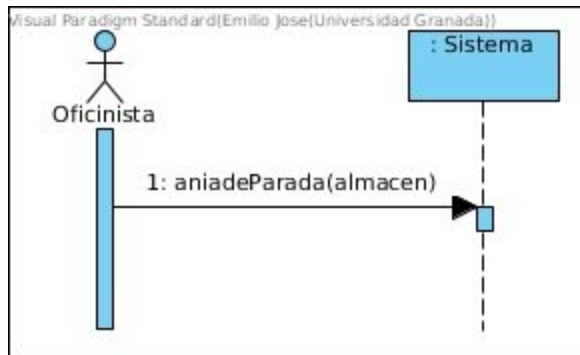 Visual Paradigm Standard(Emilio Jose(Universidad Granada))
: Sistema
Oficinista
1: aniadeParada(almacen)